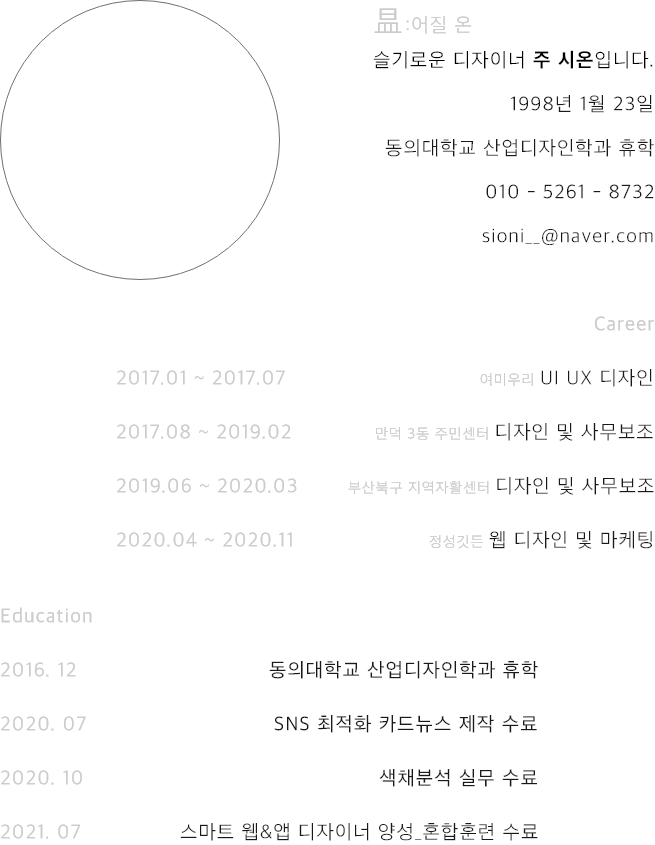 昷:어질 온
슬기로운 디자이너 주 시온입니다.
1998년 1월 23일
동의대학교 산업디자인학과 휴학
010 - 5261 - 8732
sioni__@naver.com
Career
2017.01 ~ 2017.07 여미우리 UI UX 디자인
2017.08 ~ 2019.02 만덕 3동 주민센터 디자인 및 사무보조
2019.06 ~ 2020.03 부산북구 지역자활센터 디자인 및 사무보조
2020.04 ~ 2020.11 정성깃든 웹 디자인 및 마케팅
Education
2016. 12 동의대학교 산업디자인학과 휴학
2020. 07 SNS 최적화 카드뉴스 제작 수료
2020. 10 색채분석 실무 수료
2021. 07 스마트 웹&앱 디자이너 양성_혼합훈련 수료